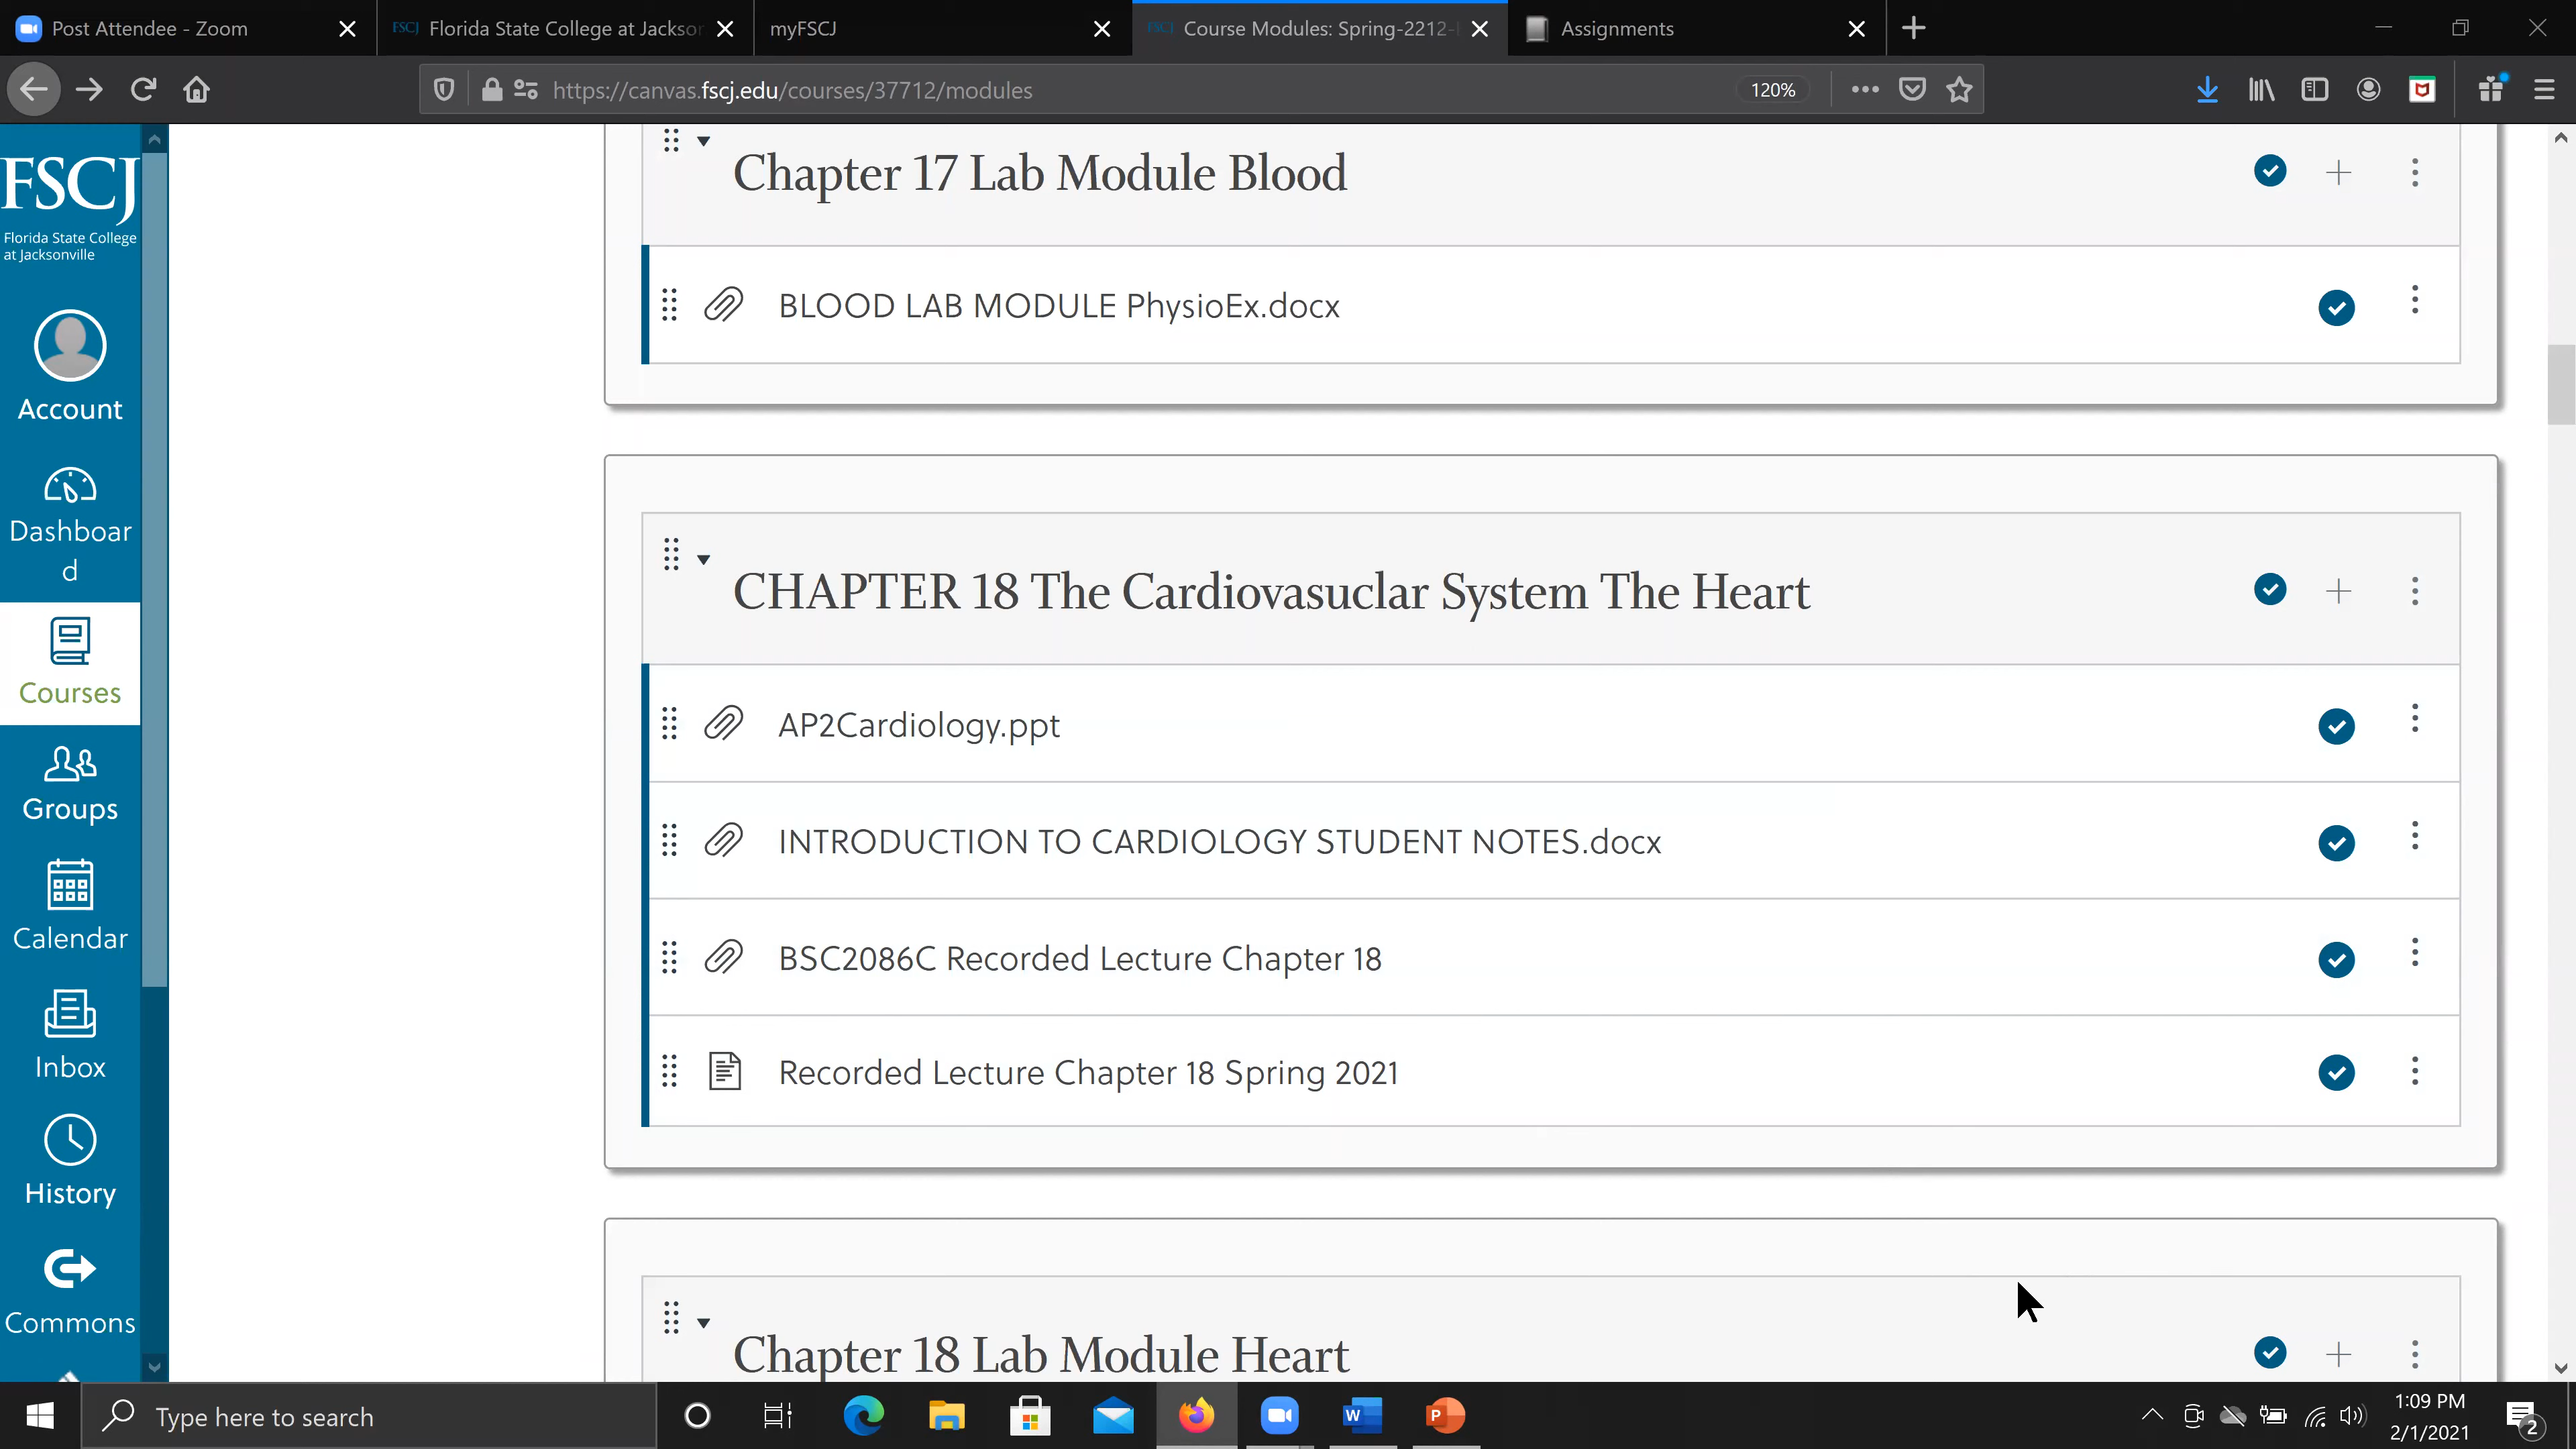 Post Attendee - Zoom
FSCJ Florida State College at Jackso
myFSCJ
FSCJ Course Modules: Spring-2212-
Assignments
https://canvas.fscj.edu/courses/37712/modules
120%
FSCJ
Florida State College
at Jacksonville
Account
Dashboar
d
Courses
Groups
Calendar
Inbox
History
Commons
Chapter 17 Lab Module Blood
BLOOD LAB MODULE PhysioEx.docx
CHAPTER 18 The Cardiovasuclar System The Heart
AP2Cardiology.ppt
INTRODUCTION TO CARDIOLOGY STUDENT NOTES.docx
BSC2086C Recorded Lecture Chapter 18
Recorded Lecture Chapter 18 Spring 2021
Chapter 18 Lab Module Heart
Type here to search
W
P
1:09 PM
2/1/2021
2